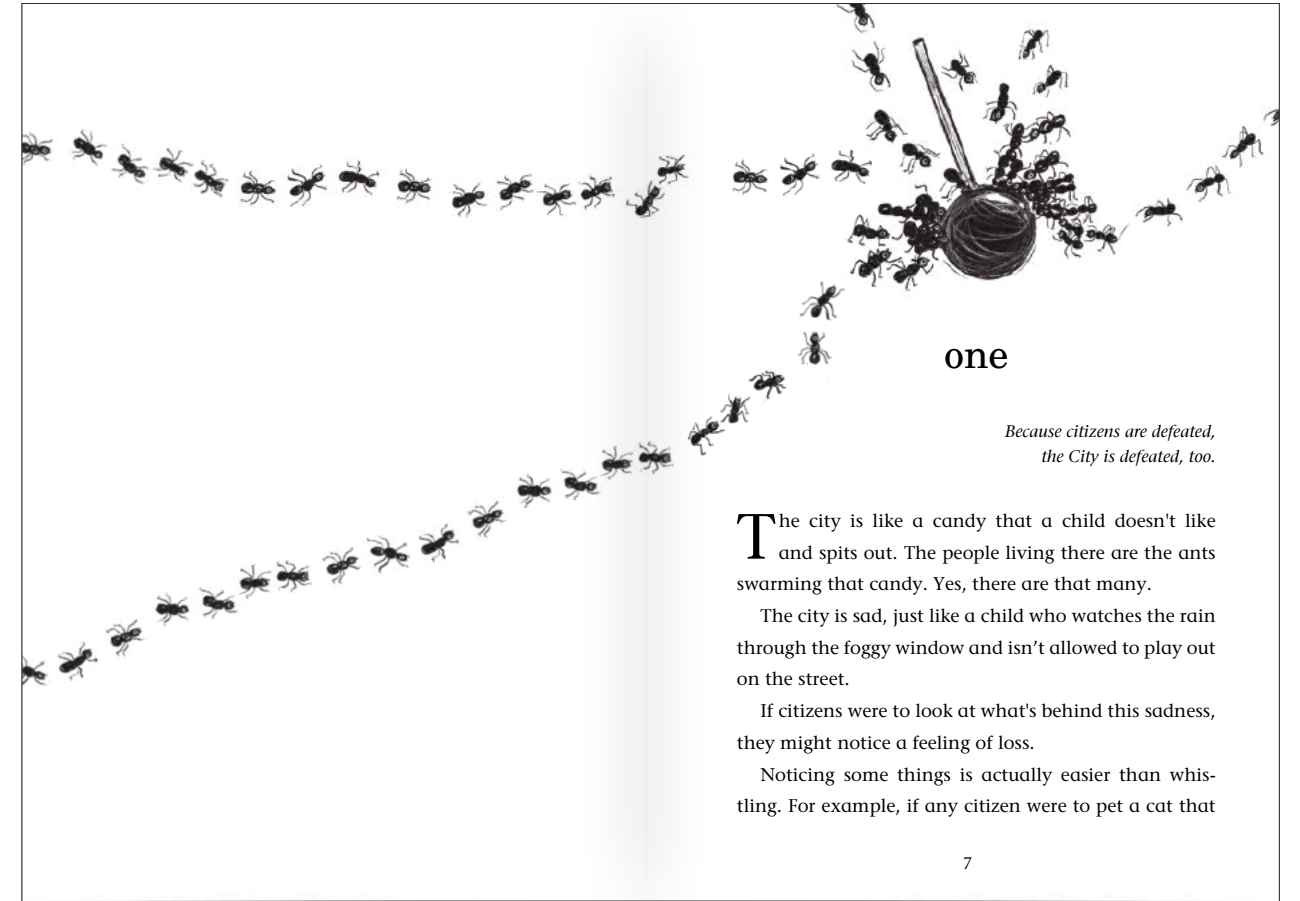 one
Because citizens are defeated,
the City is defeated, too.
The city is like a candy that a child doesn't like
and spits out. The people living there are the ants
swarming that candy. Yes, there are that many.
The city is sad, just like a child who watches the rain
through the foggy window and isn’t allowed to play out
on the street.
If citizens were to look at what's behind this sadness,
they might notice a feeling of loss.
Noticing some things is actually easier than whis-
tling. For example, if any citizen were to pet a cat that
7